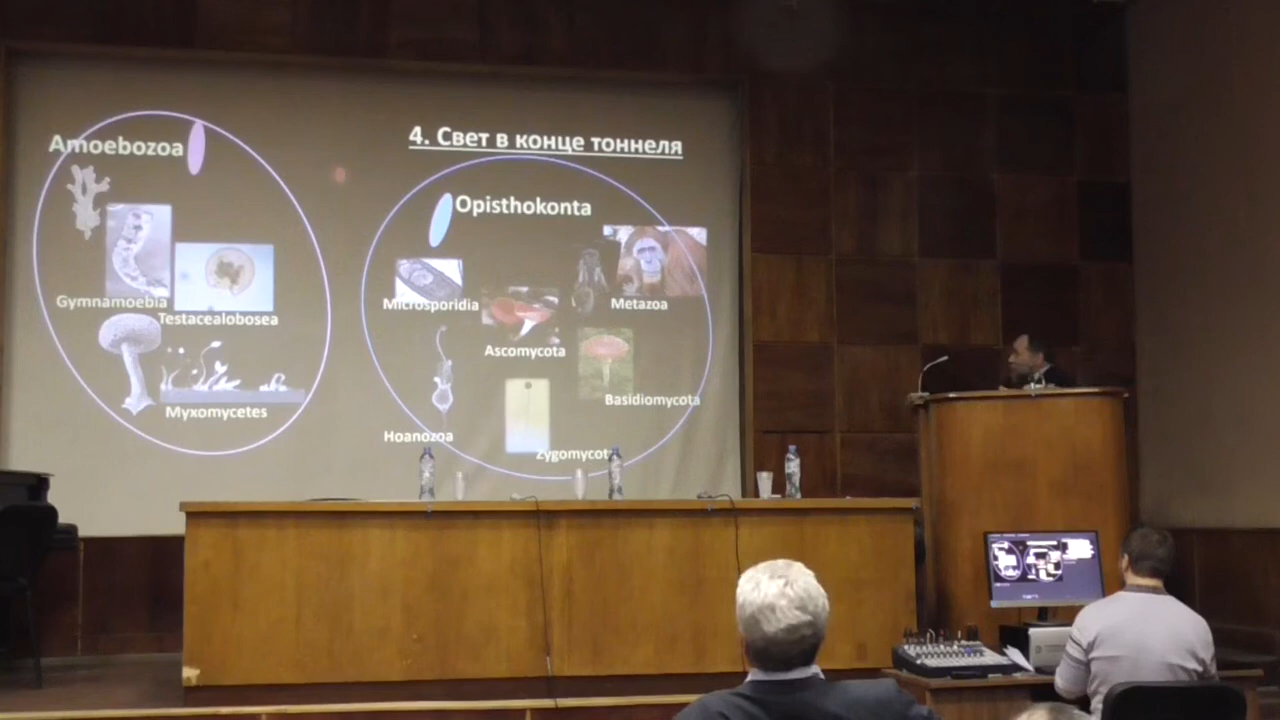 4. Свет в конце тоннеля
Amoebozoa
Gymnamoebia
Testacealobosea
Myxomycetes
Opisthokonta
Microsporidia
Metazoa
Ascomycota
Basidiomycota
Hoanozoa
Zygomycot